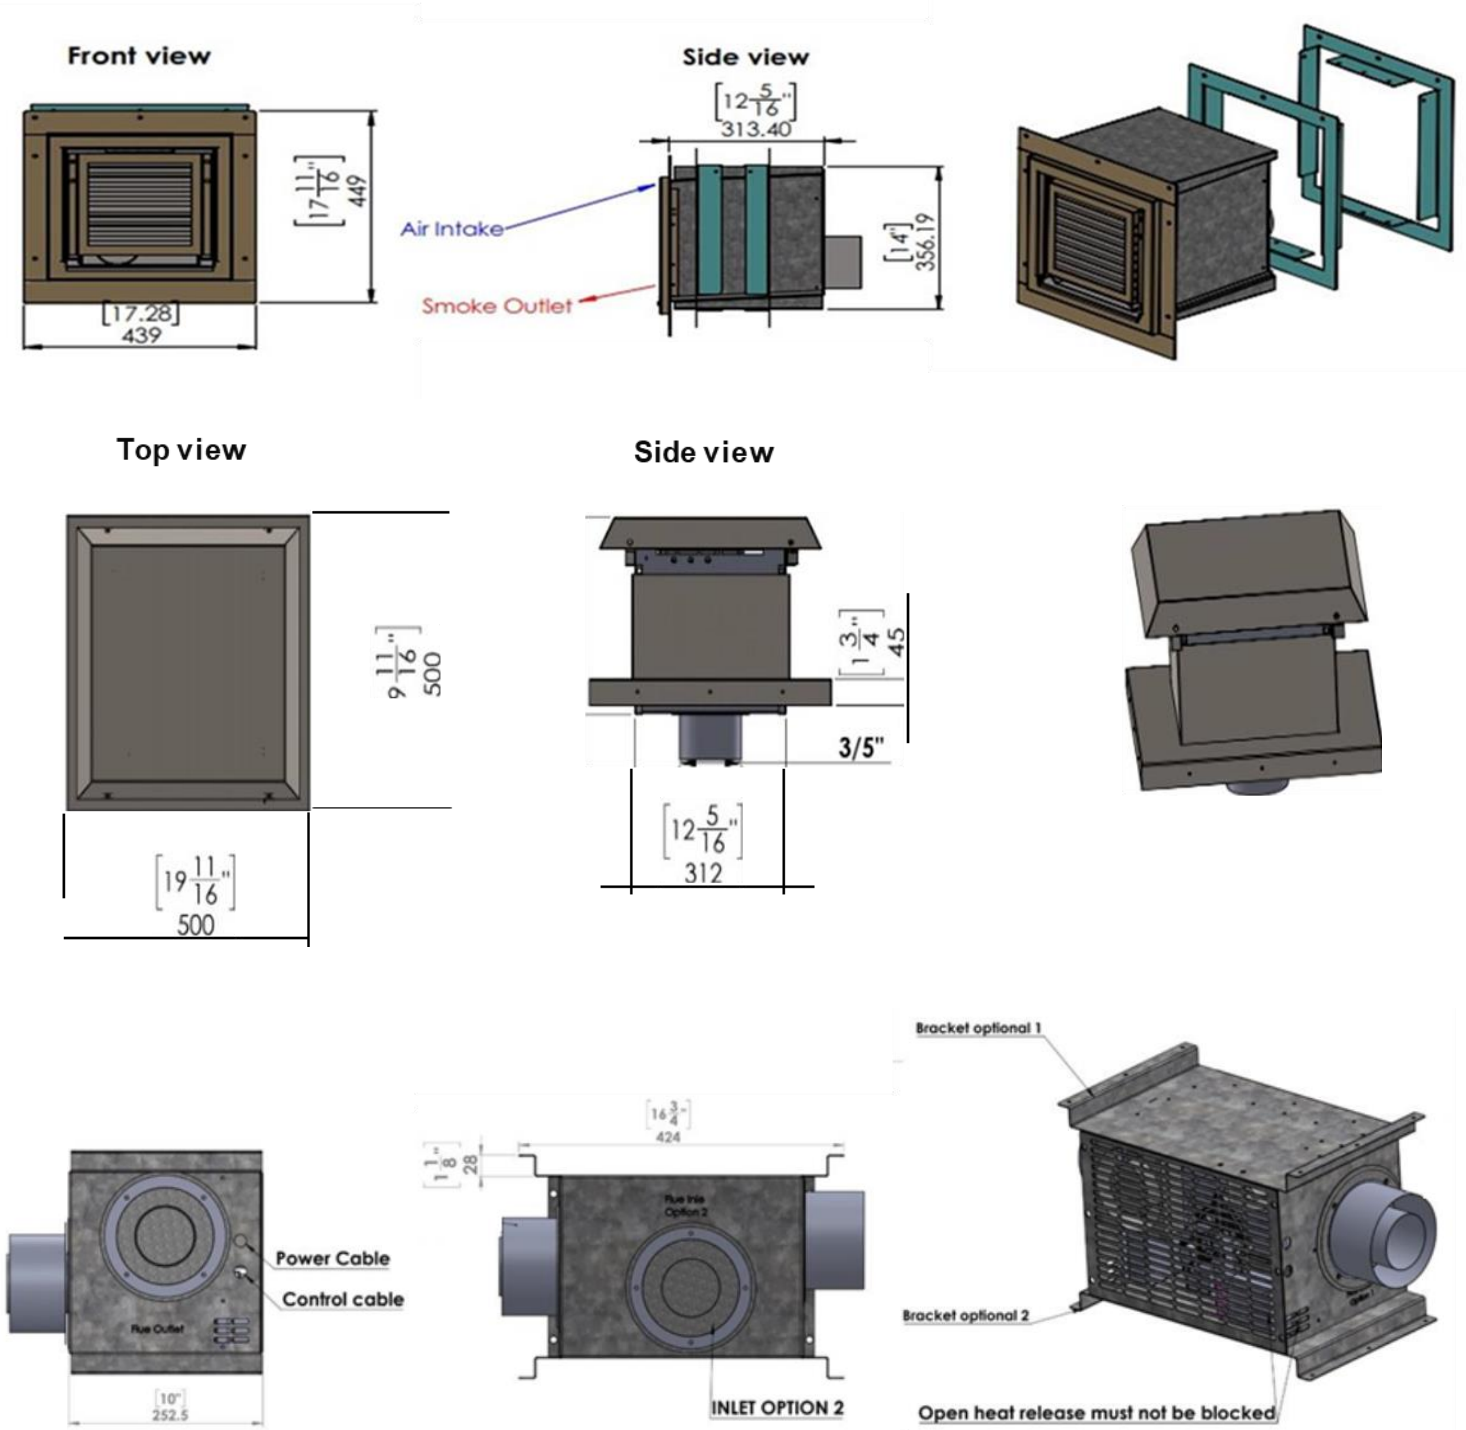 Front view
[17 11/16"]
449
[17.28]
439
Side view
[12 5/16"]
313.40
Air Intake
Smoke Outlet
[14"]
356.19
Top view
[9 11/16"]
500
[19 11/16"]
500
Side view
[1 3/4"]
45
3/5"
[12 5/16"]
312
Power Cable
Control cable
Flue Outlet
[10"]
252.5
[16 3/4"]
424
[1 1/8"]
28
Flue Inle
Option 2
INLET OPTION 2
Bracket optional 1
Bracket optional 2
Option 1
Open heat release must not be blocked